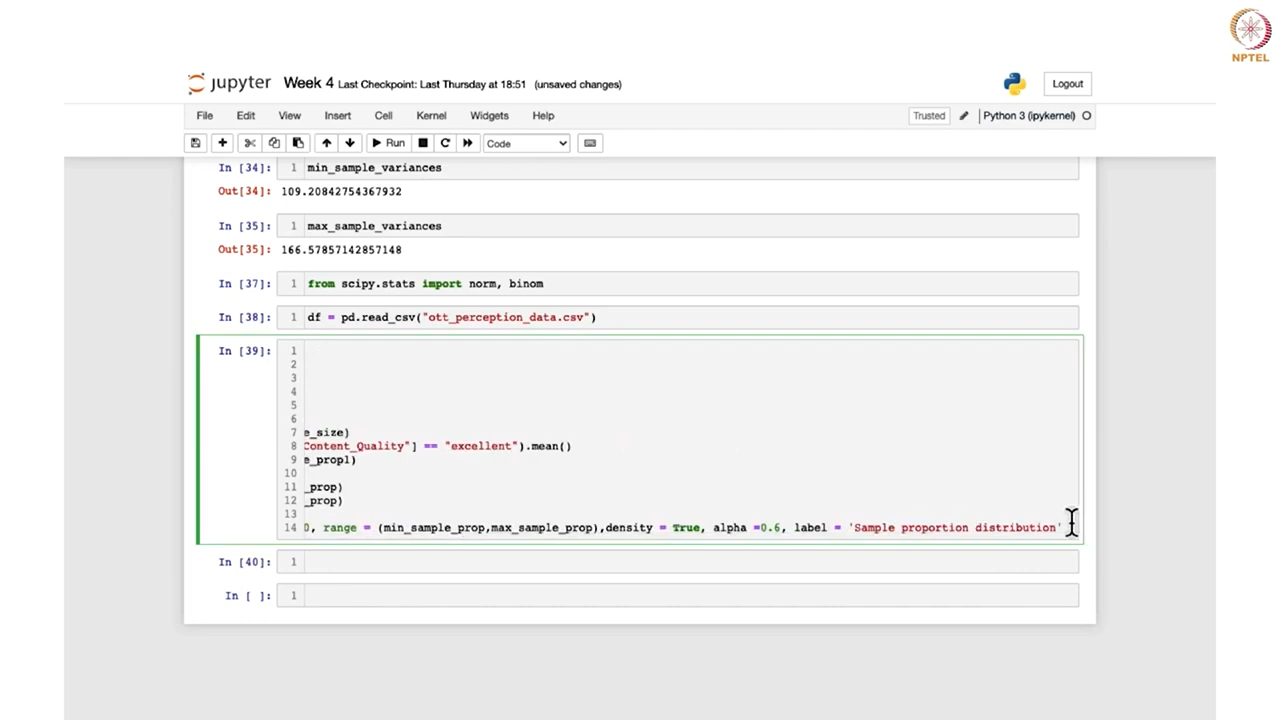 NPTEL
jupyter Week 4 Last Checkpoint: Last Thursday at 18:51 (unsaved changes) Logout
File Edit View Insert Cell Kernel Widgets Help Trusted Python 3 (ipykernel)
Run Code
In [34]: 1 min_sample_variances
Out[34]: 109.20842754367932
In [35]: 1 max_sample_variances
Out[35]: 166.57857142857148
In [37]: 1 from scipy.stats import norm, binom
In [38]: 1 df = pd.read_csv("ott_perception_data.csv")
In [39]: 1
2
3
4
5
6
7 e_size)
8 Content_Quality"] == "excellent").mean()
9 e_propl)
10
11 _prop)
12 _prop)
13
14 0, range = (min_sample_prop,max_sample_prop),density = True, alpha =0.6, label = 'Sample proportion distribution'
In [40]: 1
In [ ]: 1